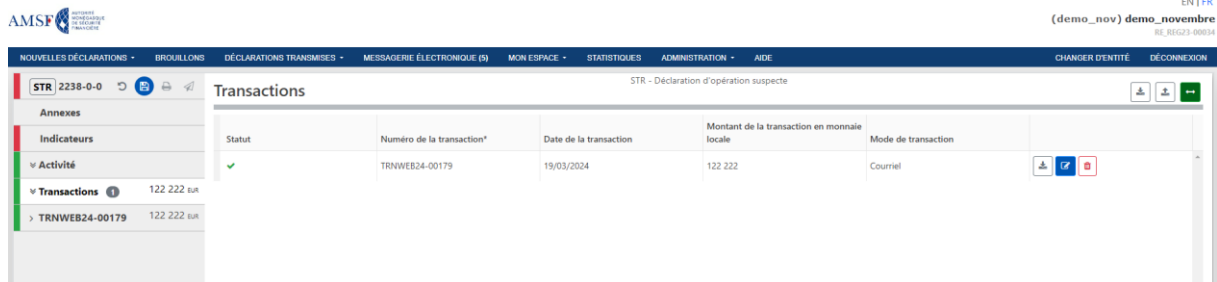 EN | FR
AMSF AUTORITÉ MONÉGASQUE DE SÉCURITÉ FINANCIÈRE
(demo_nov) demo_novembre
RE_REG23-00034
NOUVELLES DÉCLARATIONS BROUILLONS DÉCLARATIONS TRANSMISES MESSAGERIE ÉLECTRONIQUE (5) MON ESPACE STATISTIQUES ADMINISTRATION AIDE CHANGER D'ENTITÉ DÉCONNEXION
STR 2238-0-0
Annexes
Indicateurs
Activité
Transactions 1 122 222 EUR
TRNWEB24-00179 122 222 EUR
STR - Déclaration d'opération suspecte
Transactions
Statut Numéro de la transaction* Date de la transaction Montant de la transaction en monnaie locale Mode de transaction
TRNWEB24-00179 19/03/2024 122 222 Courriel